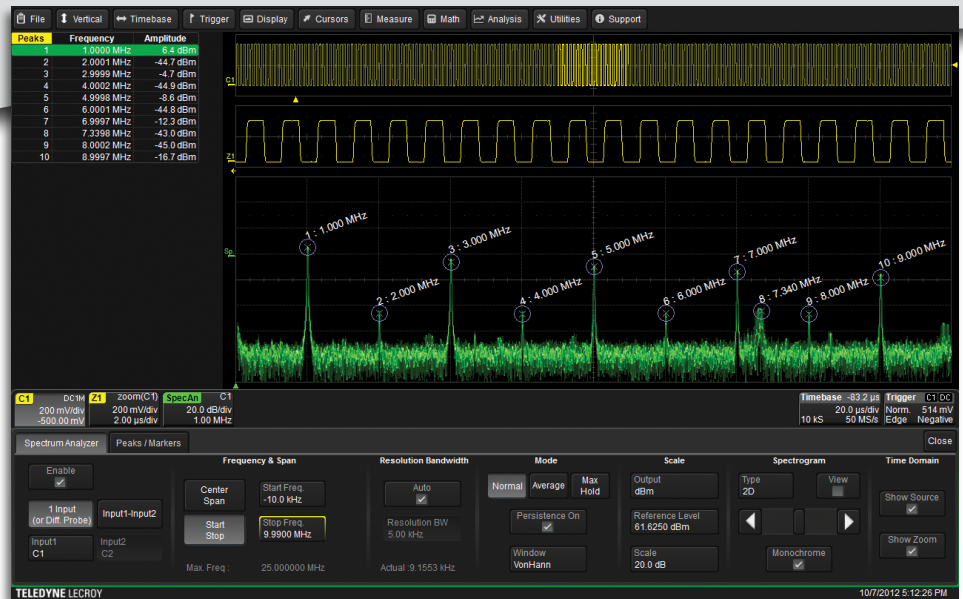 File Vertical Timebase Trigger Display Cursors Measure Math Analysis Utilities Support
Peaks Frequency Amplitude
1 1.0000 MHz 6.4 dBm
2 2.0001 MHz -44.7 dBm
3 2.9999 MHz -4.7 dBm
4 4.0002 MHz -44.9 dBm
5 4.9998 MHz -8.6 dBm
6 6.0001 MHz -44.8 dBm
7 6.9997 MHz -12.3 dBm
8 7.3398 MHz -43.0 dBm
9 8.0002 MHz -45.0 dBm
10 8.9997 MHz -16.7 dBm
C1
Z1
Sp
1 : 1.000 MHz
2 : 2.000 MHz
3 : 3.000 MHz
4 : 4.000 MHz
5 : 5.000 MHz
6 : 6.000 MHz
7 : 7.000 MHz
8 : 7.340 MHz
9 : 8.000 MHz
10 : 9.000 MHz
C1 DC1M
200 mV/div
-500.00 mV
Z1 zoom(C1)
200 mV/div
2.00 µs/div
SpecAn C1
20.0 dB/div
1.00 MHz
Timebase -83.2 µs
20.0 µs/div
10 kS 50 MS/s
Trigger C1 DC
Norm. 514 mV
Edge Negative
Spectrum Analyzer Peaks / Markers Close
Enable
1 Input
(or Diff. Probe)
Input1-Input2
Input1
C1
Input2
C2
Frequency & Span
Center
Span
Start
Stop
Start Freq.
-10.0 kHz
Stop Freq.
9.9900 MHz
Max. Freq : 25.000000 MHz
Resolution Bandwidth
Auto
Resolution BW
5.00 kHz
Actual :9.1553 kHz
Mode
Normal Average Max
Hold
Persistence On
Window
VonHann
Scale
Output
dBm
Reference Level
61.6250 dBm
Scale
20.0 dB
Spectrogram
Type
2D
View
Monochrome
Time Domain
Show Source
Show Zoom
TELEDYNE LECROY
10/7/2012 5:12:26 PM